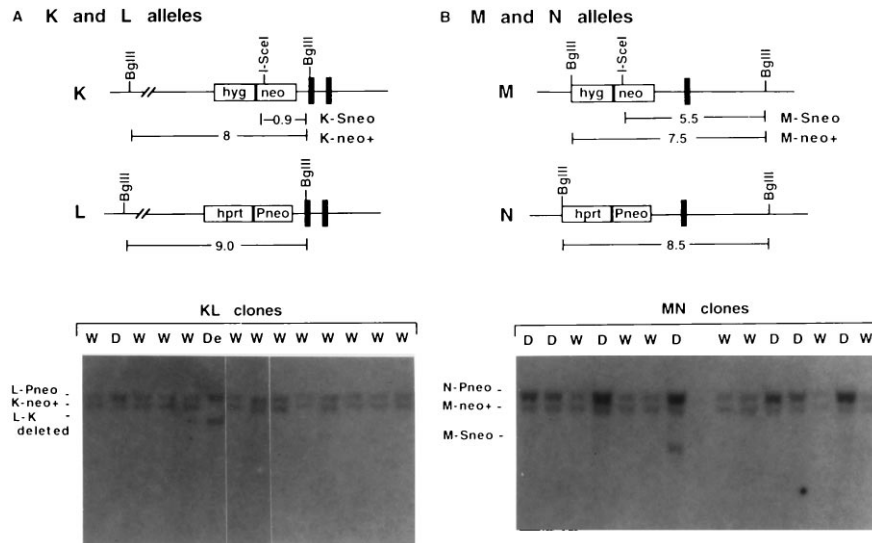 A K and L alleles
BglII
I-SceI
BglII
K
hyg neo
0.9 K-Sneo
8 K-neo+
BglII
BglII
L
hprt Pneo
9.0
KL clones
W D W W W De W W W W W W W W
L-Pneo -
K-neo+ -
L-K -
deleted
B M and N alleles
BglII
I-SceI
BglII
M
hyg neo
5.5 M-Sneo
7.5 M-neo+
BglII
BglII
N
hprt Pneo
8.5
MN clones
D D W D W W D W W D D W D W
N-Pneo -
M-neo+ -
M-Sneo -